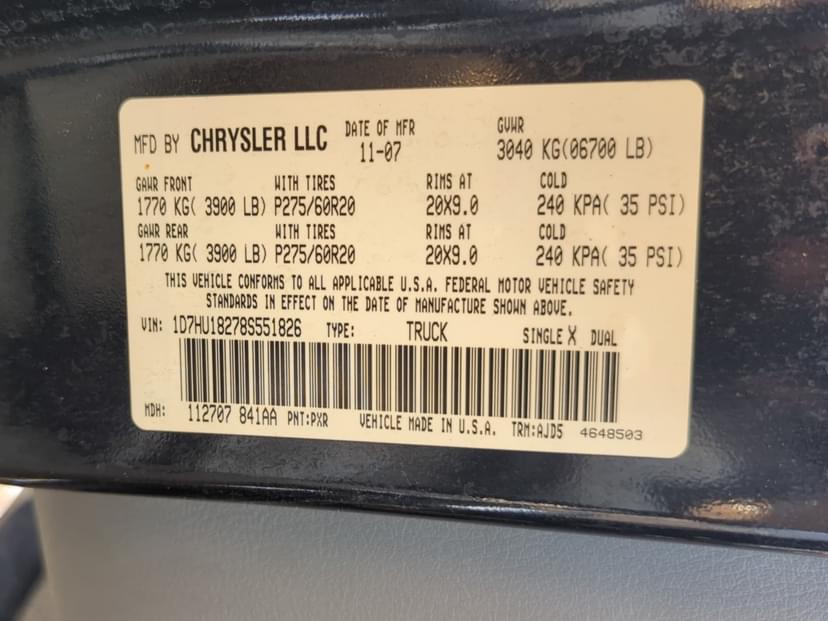 MFD BY CHRYSLER LLC DATE OF MFR GVWR
11-07 3040 KG(06700 LB)
GAWR FRONT WITH TIRES RIMS AT COLD
1770 KG( 3900 LB) P275/60R20 20X9.0 240 KPA( 35 PSI)
GAWR REAR WITH TIRES RIMS AT COLD
1770 KG( 3900 LB) P275/60R20 20X9.0 240 KPA( 35 PSI)
THIS VEHICLE CONFORMS TO ALL APPLICABLE U.S.A. FEDERAL MOTOR VEHICLE SAFETY
STANDARDS IN EFFECT ON THE DATE OF MANUFACTURE SHOWN ABOVE.
VIN: 1D7HU18278S551826 TYPE: TRUCK SINGLE X DUAL
MDH: 112707 841AA PNT:PXR VEHICLE MADE IN U.S.A. TRM:AJD5 4648503